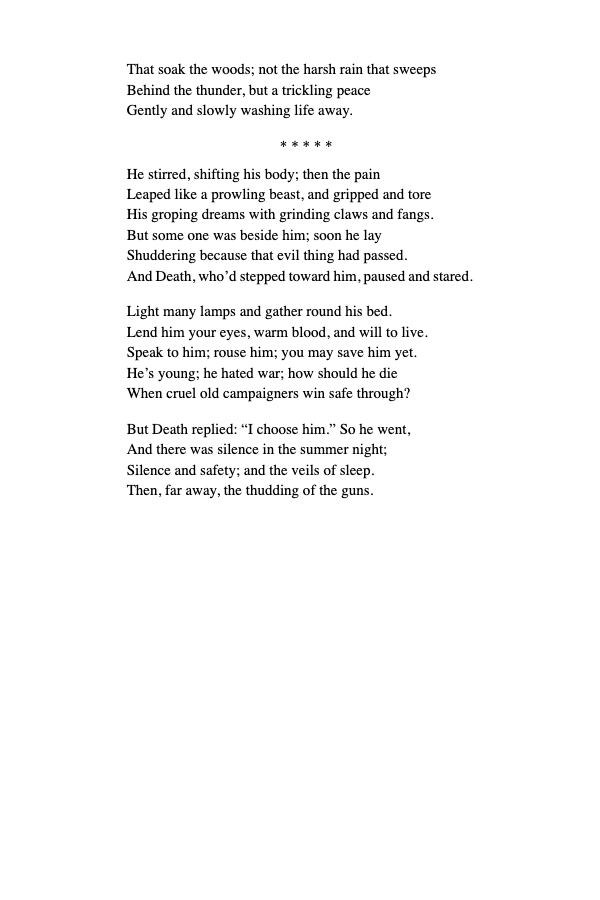 That soak the woods; not the harsh rain that sweeps
Behind the thunder, but a trickling peace
Gently and slowly washing life away.
* * * * *
He stirred, shifting his body; then the pain
Leaped like a prowling beast, and gripped and tore
His groping dreams with grinding claws and fangs.
But some one was beside him; soon he lay
Shuddering because that evil thing had passed.
And Death, who’d stepped toward him, paused and stared.
Light many lamps and gather round his bed.
Lend him your eyes, warm blood, and will to live.
Speak to him; rouse him; you may save him yet.
He’s young; he hated war; how should he die
When cruel old campaigners win safe through?
But Death replied: “I choose him.” So he went,
And there was silence in the summer night;
Silence and safety; and the veils of sleep.
Then, far away, the thudding of the guns.